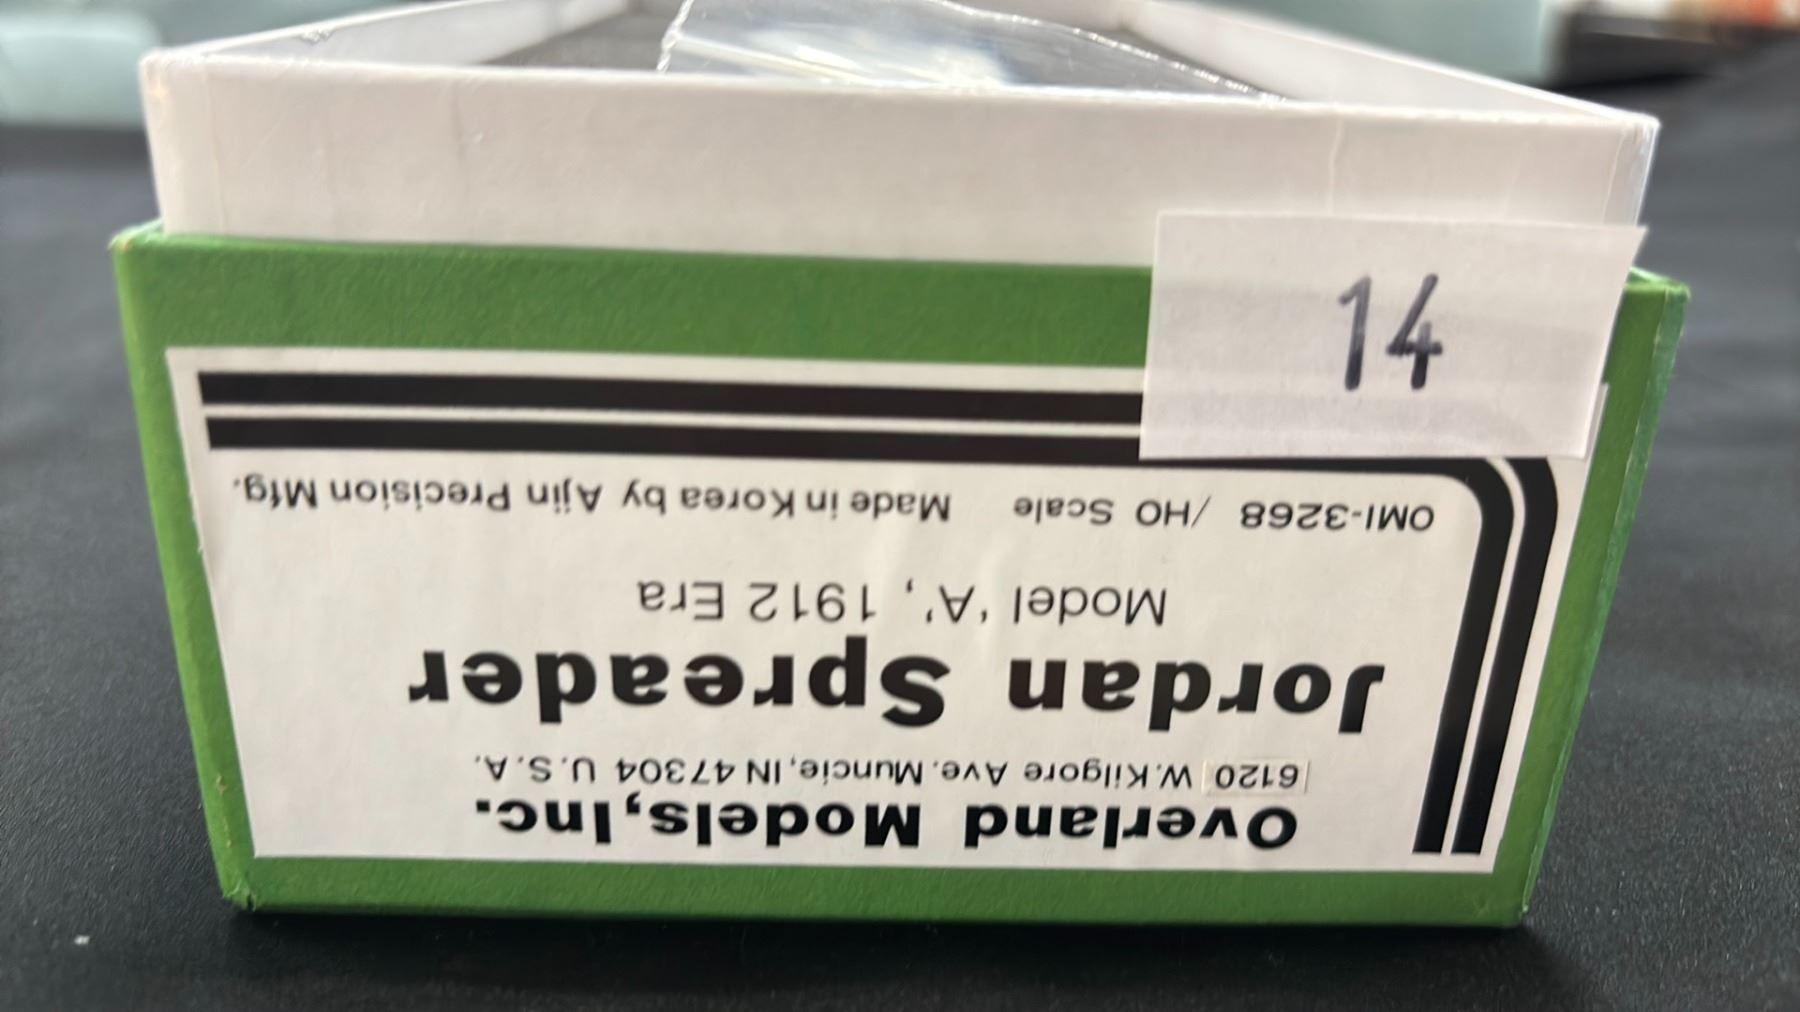 14
Overland Models,Inc.
6120 W.Kilgore Ave.Muncie,IN 47304 U.S.A.
Jordan Spreader
Model 'A', 1912 Era
OMI-3268 /HO Scale Made in Korea by Ajin Precision Mfg.